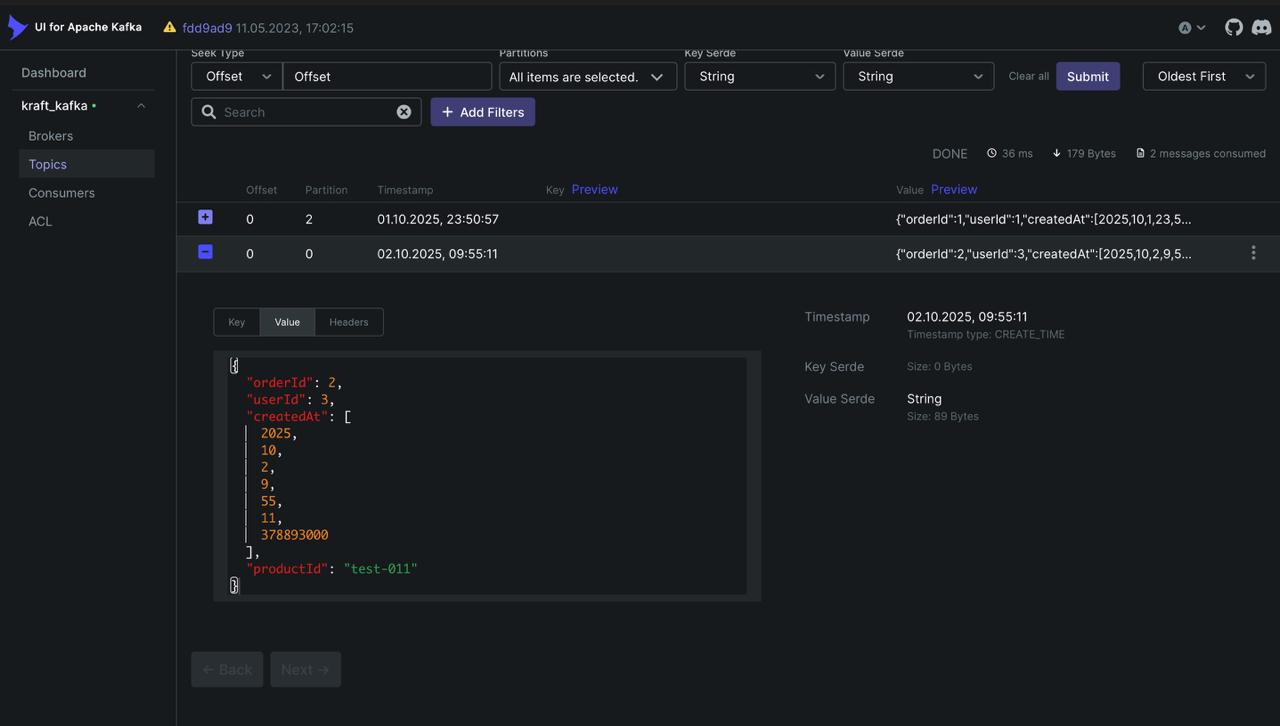 UI for Apache Kafka fdd9ad9 11.05.2023, 17:02:15 A
Dashboard
kraft_kafka
Brokers
Topics
Consumers
ACL
Seek Type Partitions Key Serde Value Serde
Offset Offset All items are selected. String String Clear all Submit Oldest First
Search + Add Filters
DONE 36 ms 179 Bytes 2 messages consumed
Offset Partition Timestamp Key Preview Value Preview
0 2 01.10.2025, 23:50:57 {"orderId":1,"userId":1,"createdAt":[2025,10,1,23,5...
0 0 02.10.2025, 09:55:11 {"orderId":2,"userId":3,"createdAt":[2025,10,2,9,5...
Key Value Headers
{
"orderId": 2,
"userId": 3,
"createdAt": [
2025,
10,
2,
9,
55,
11,
378893000
],
"productId": "test-011"
}
Timestamp 02.10.2025, 09:55:11
Timestamp type: CREATE_TIME
Key Serde Size: 0 Bytes
Value Serde String
Size: 89 Bytes
← Back Next →